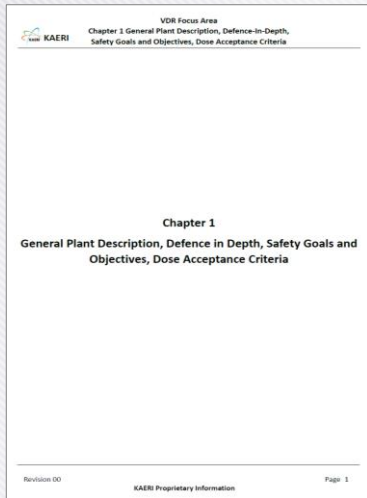 VDR Focus Area
KAERI
Chapter 1 General Plant Description, Defence-In-Depth,
Safety Goals and Objectives, Dose Acceptance Criteria
Chapter 1
General Plant Description, Defence in Depth, Safety Goals and
Objectives, Dose Acceptance Criteria
Revision 00
Page 1
KAERI Proprietary Information